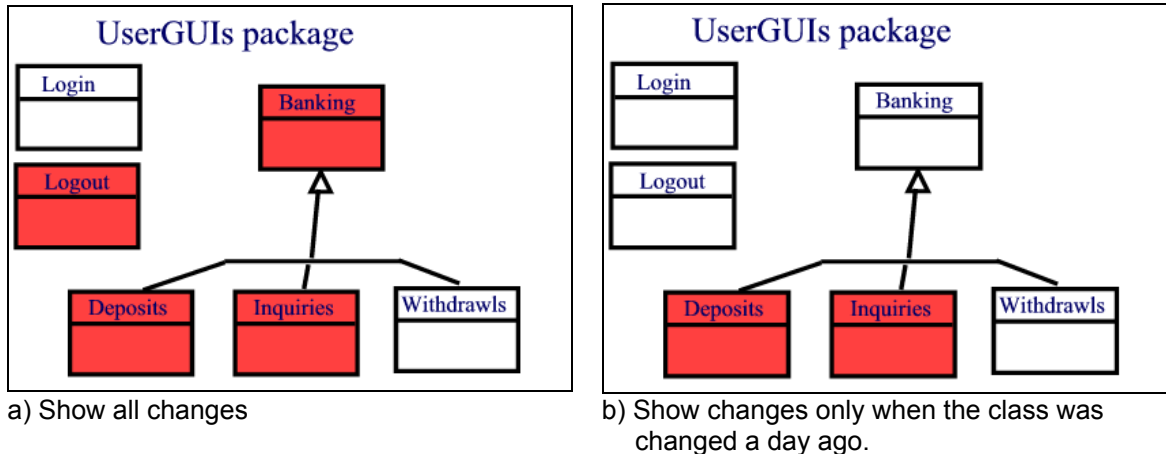 UserGUIs package
Login
Banking
Logout
Deposits
Inquiries
Withdrawls
a) Show all changes
UserGUIs package
Login
Banking
Logout
Deposits
Inquiries
Withdrawls
b) Show changes only when the class was
changed a day ago.